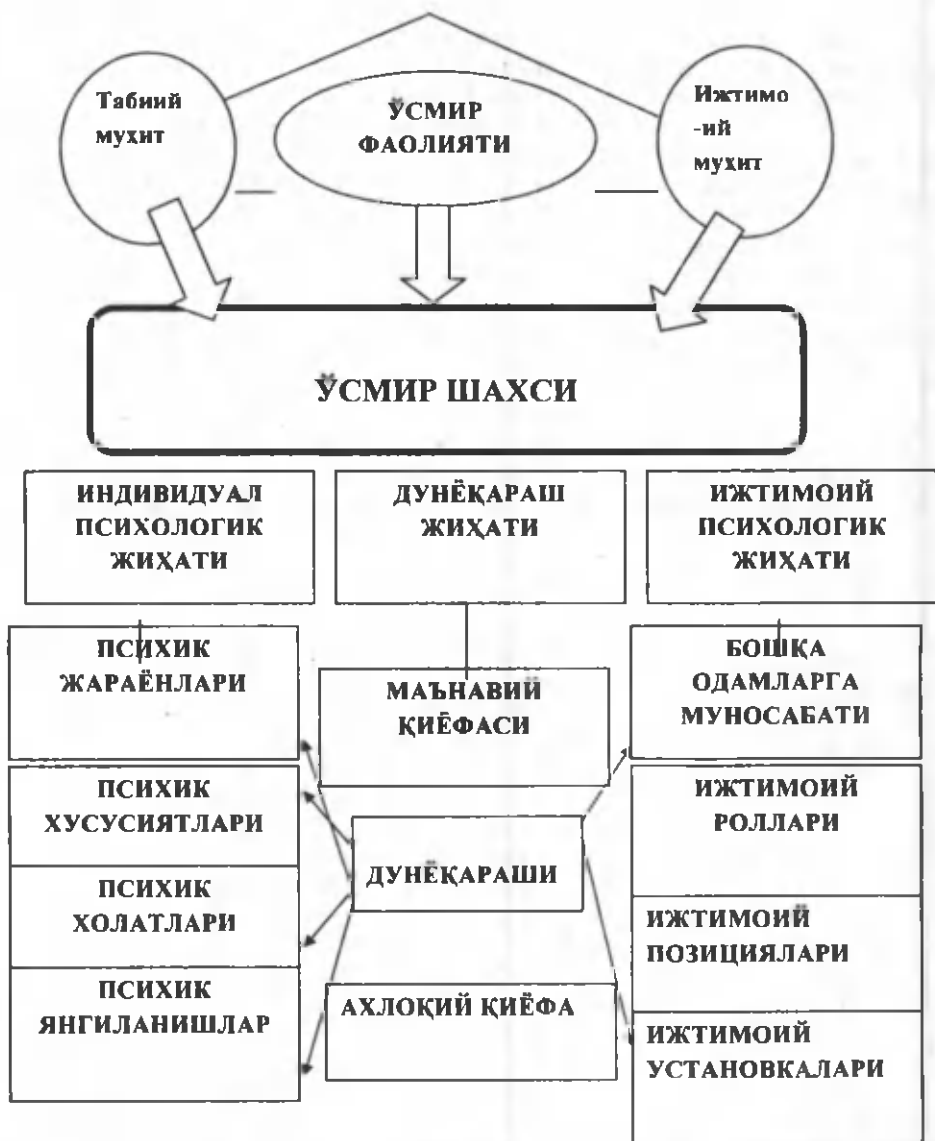 Табиий
мухит
ЎСМИР
ФАОЛИЯТИ
Ижтимо
-ий
мухит
ЎСМИР ШАХСИ
ИНДИВИДУАЛ
ПСИХОЛОГИК
ЖИҲАТИ
ДУНЁҚАРАШ
ЖИҲАТИ
ИЖТИМОИЙ
ПСИХОЛОГИК
ЖИҲАТИ
ПСИХИК
ЖАРАЁНЛАРИ
ПСИХИК
ХУСУСИЯТЛАРИ
ПСИХИК
ХОЛАТЛАРИ
ПСИХИК
ЯНГИЛАНИШЛАР
МАЪНАВИЙ
ҚИЁФАСИ
ДУНЁҚАРАШИ
АХЛОҚИЙ ҚИЁФА
БОШҚА
ОДАМЛАРГА
МУНОСАБАТИ
ИЖТИМОИЙ
РОЛЛАРИ
ИЖТИМОИЙ
ПОЗИЦИЯЛАРИ
ИЖТИМОИЙ
УСТАНОВКАЛАРИ